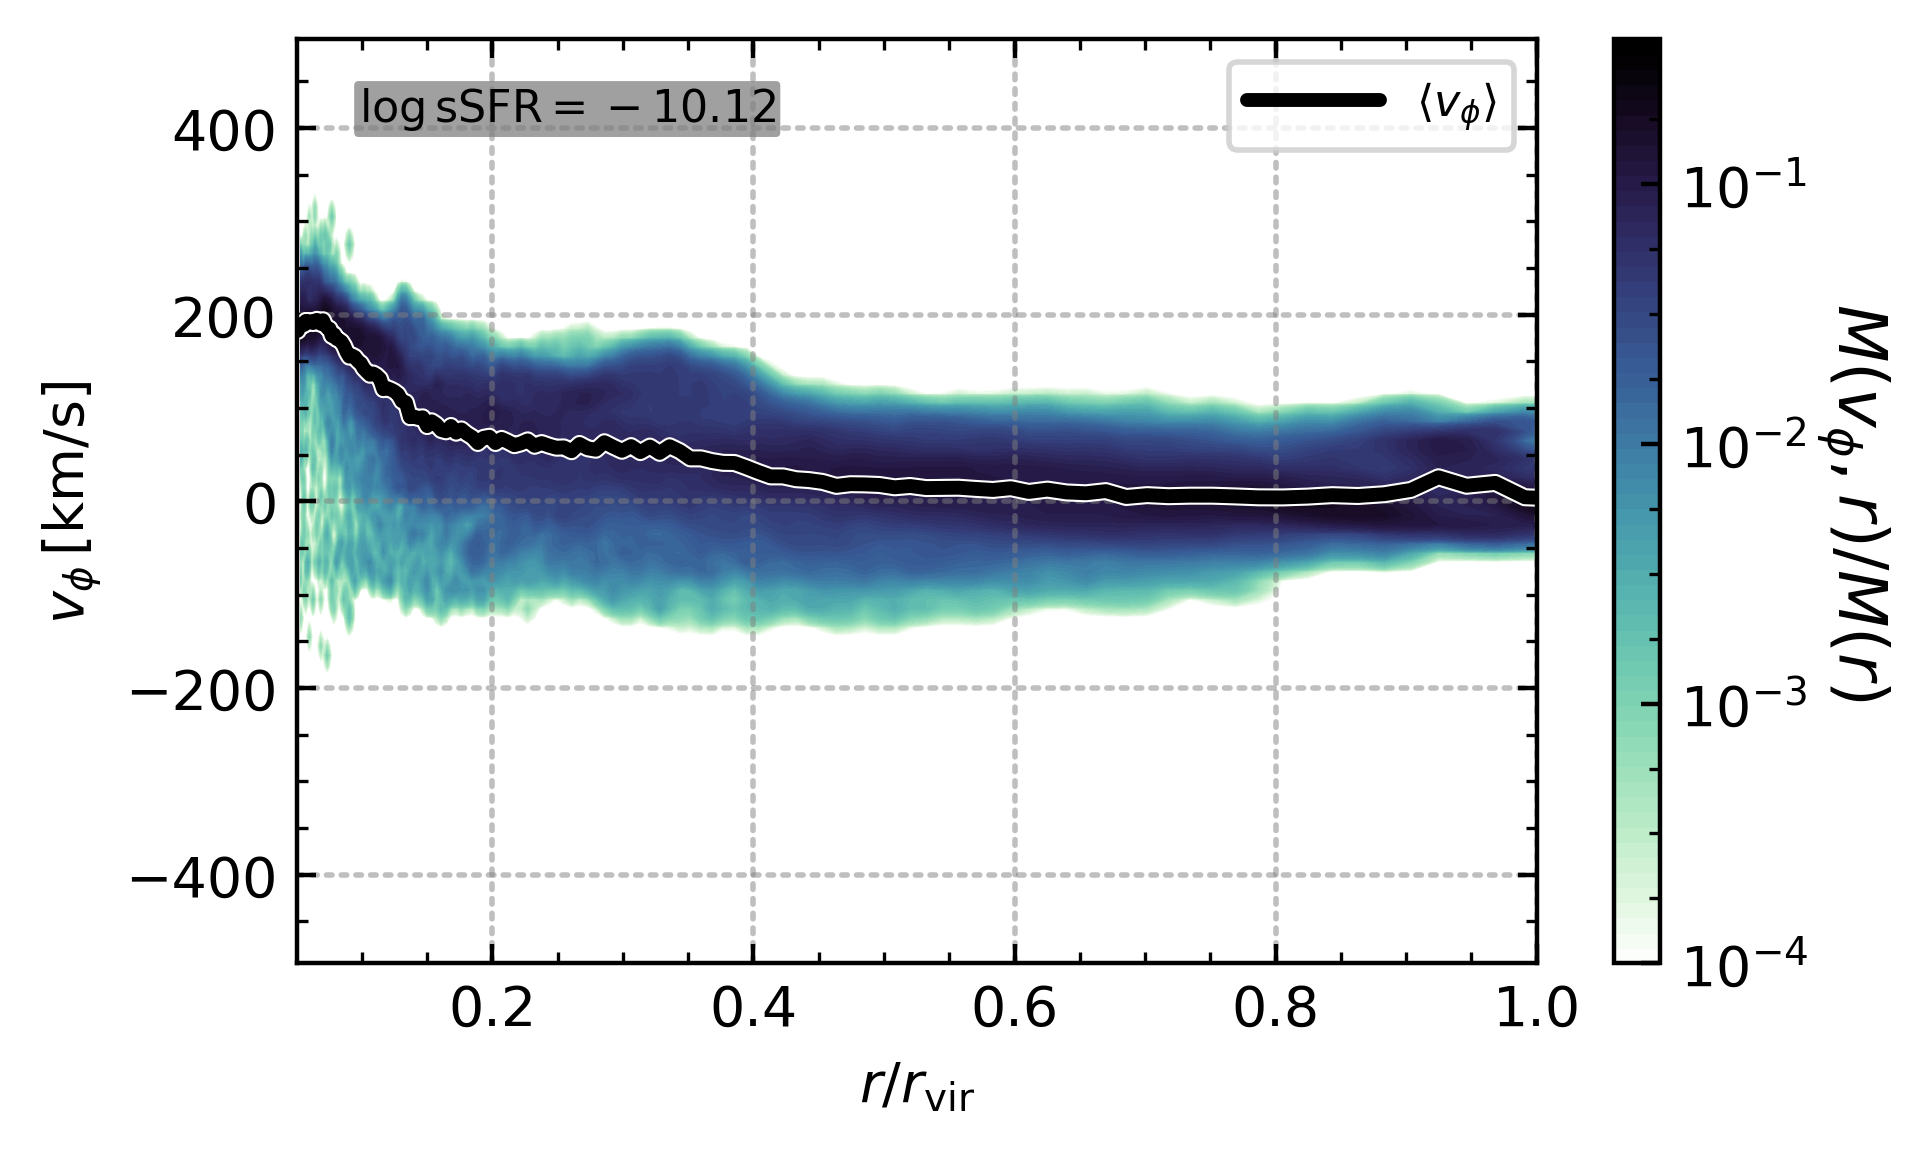 log sSFR = − 10.12
⟨v_ϕ⟩
400
200
0
−200
−400
v_ϕ [km/s]
0.2 0.4 0.6 0.8 1.0
r/r_vir
10⁻¹
10⁻²
10⁻³
10⁻⁴
M(v_ϕ, r)/M(r)